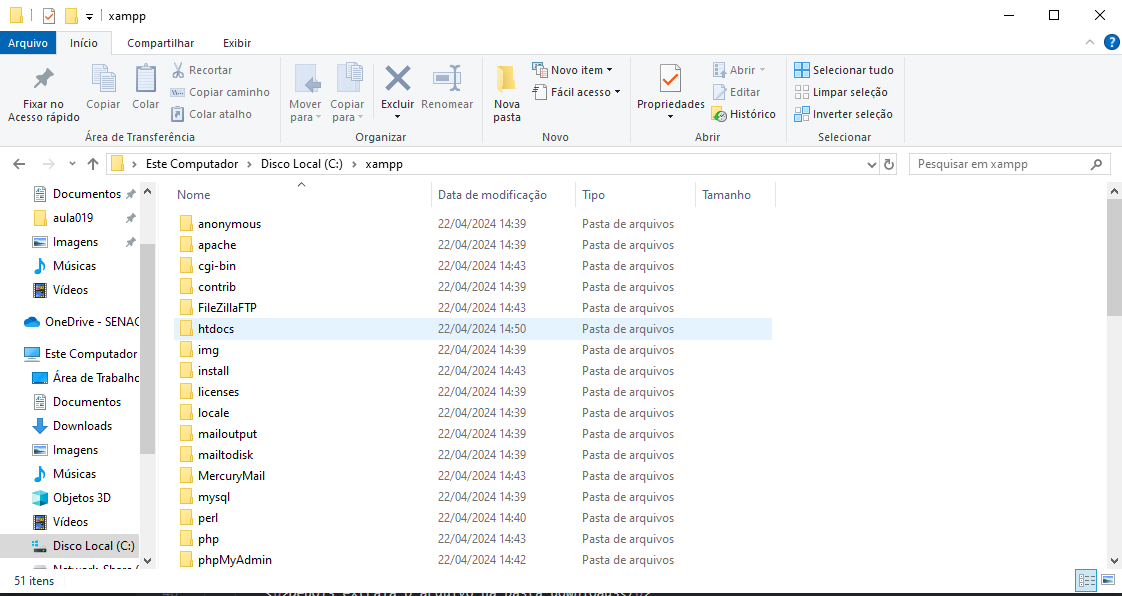 xampp
Arquivo Início Compartilhar Exibir
Fixar no Acesso rápido
Copiar
Colar
Recortar
Copiar caminho
Colar atalho
Área de Transferência
Mover para
Copiar para
Excluir
Renomear
Organizar
Nova pasta
Novo item
Fácil acesso
Novo
Propriedades
Abrir
Editar
Histórico
Abrir
Selecionar tudo
Limpar seleção
Inverter seleção
Selecionar
Este Computador > Disco Local (C:) > xampp
Pesquisar em xampp
Documentos
aula019
Imagens
Músicas
Vídeos
OneDrive - SENAC
Este Computador
Área de Trabalho
Documentos
Downloads
Imagens
Músicas
Objetos 3D
Vídeos
Disco Local (C:)
Nome Data de modificação Tipo Tamanho
anonymous 22/04/2024 14:39 Pasta de arquivos
apache 22/04/2024 14:39 Pasta de arquivos
cgi-bin 22/04/2024 14:43 Pasta de arquivos
contrib 22/04/2024 14:39 Pasta de arquivos
FileZillaFTP 22/04/2024 14:43 Pasta de arquivos
htdocs 22/04/2024 14:50 Pasta de arquivos
img 22/04/2024 14:39 Pasta de arquivos
install 22/04/2024 14:43 Pasta de arquivos
licenses 22/04/2024 14:39 Pasta de arquivos
locale 22/04/2024 14:39 Pasta de arquivos
mailoutput 22/04/2024 14:39 Pasta de arquivos
mailtodisk 22/04/2024 14:39 Pasta de arquivos
MercuryMail 22/04/2024 14:43 Pasta de arquivos
mysql 22/04/2024 14:39 Pasta de arquivos
perl 22/04/2024 14:40 Pasta de arquivos
php 22/04/2024 14:43 Pasta de arquivos
phpMyAdmin 22/04/2024 14:42 Pasta de arquivos
51 itens